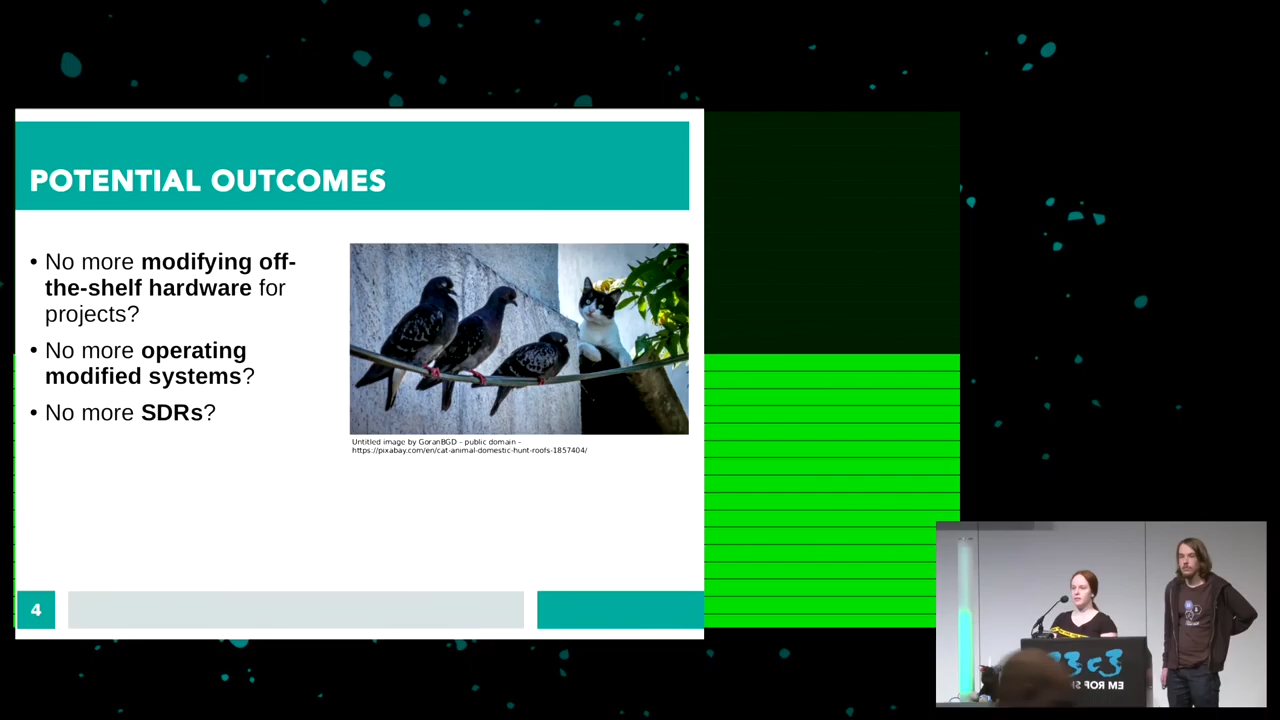 POTENTIAL OUTCOMES
• No more modifying off-
the-shelf hardware for
projects?
• No more operating
modified systems?
• No more SDRs?
Untitled image by GoranBGD – public domain –
https://pixabay.com/en/cat-animal-domestic-hunt-roofs-1857404/
4